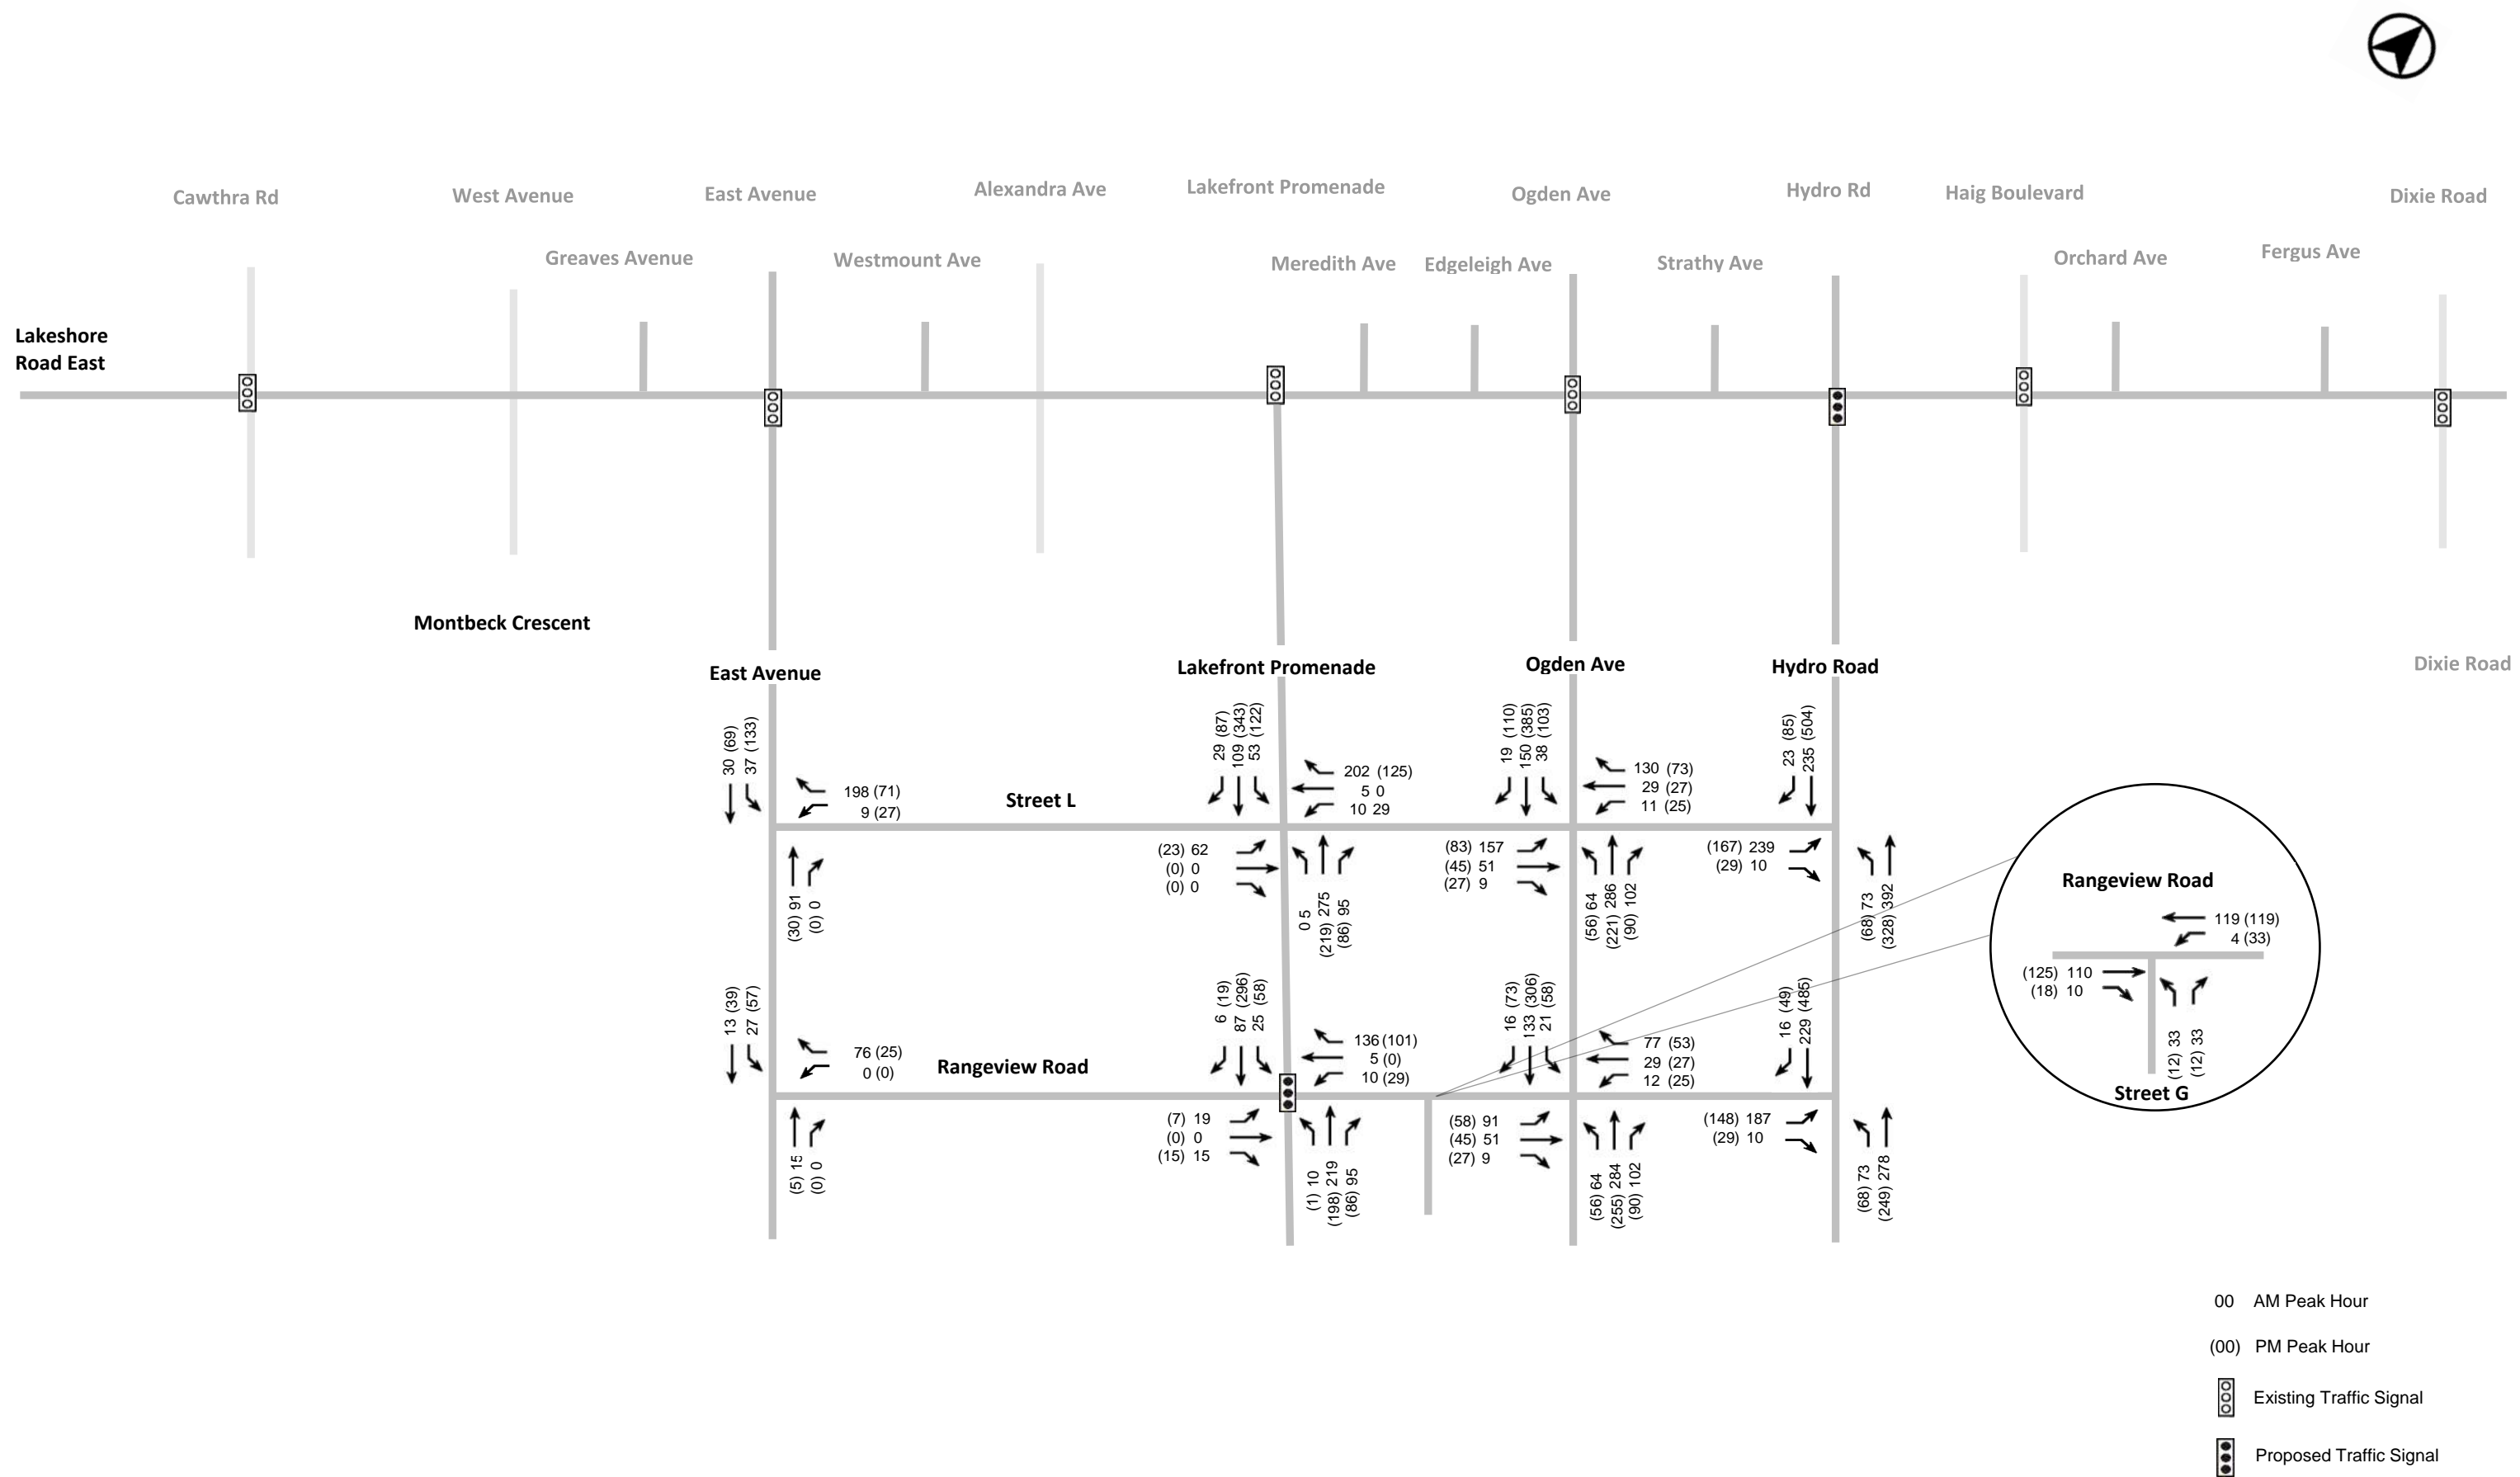 Cawthra Rd
West Avenue
East Avenue
Alexandra Ave
Lakefront Promenade
Ogden Ave
Hydro Rd
Haig Boulevard
Dixie Road
Greaves Avenue
Westmount Ave
Meredith Ave
Edgeleigh Ave
Strathy Ave
Orchard Ave
Fergus Ave
Lakeshore
Road East
Montbeck Crescent
East Avenue
Lakefront Promenade
Ogden Ave
Hydro Road
Dixie Road
30 (69)
37 (133)
198 (71)
9 (27)
(30) 91
(0) 0
Street L
29 (87)
109 (343)
53 (122)
202 (125)
5 0
10 29
(23) 62
(0) 0
(0) 0
0 5
(219) 275
(86) 95
19 (110)
150 (385)
38 (103)
130 (73)
29 (27)
11 (25)
(83) 157
(45) 51
(27) 9
(56) 64
(221) 286
(90) 102
23 (85)
235 (504)
(167) 239
(29) 10
(68) 73
(328) 392
13 (39)
27 (57)
76 (25)
0 (0)
(5) 15
(0) 0
Rangeview Road
6 (19)
87 (296)
25 (58)
136 (101)
5 (0)
10 (29)
(7) 19
(0) 0
(15) 15
(1) 10
(198) 219
(86) 95
16 (73)
133 (306)
21 (58)
77 (53)
29 (27)
12 (25)
(58) 91
(45) 51
(27) 9
(56) 64
(255) 284
(90) 102
16 (49)
229 (485)
(148) 187
(29) 10
(68) 73
(249) 278
Rangeview Road
119 (119)
4 (33)
(125) 110
(18) 10
(12) 33
(12) 33
Street G
00 AM Peak Hour
(00) PM Peak Hour
Existing Traffic Signal
Proposed Traffic Signal